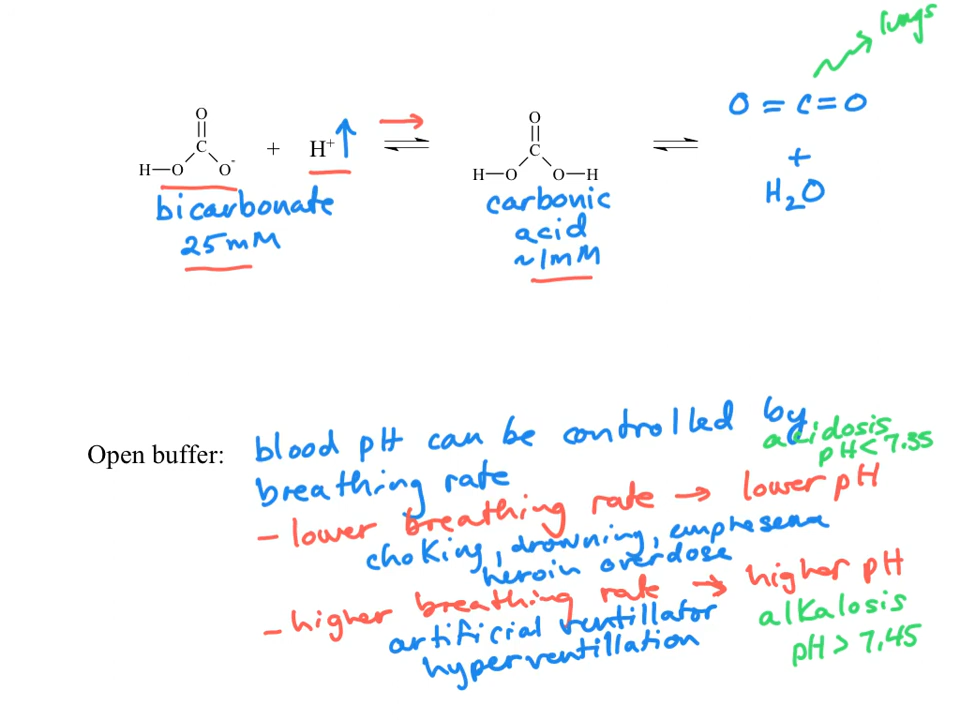 lungs
O = C = O
+
H₂O
O
C
H—O O⁻
+ H⁺
bicarbonate
25mM
O
C
H—O O—H
carbonic
acid
~1mM
Open buffer: blood pH can be controlled by
breathing rate
acidosis
pH < 7.35
- lower breathing rate → lower pH
choking, drowning, emphesema
heroin overdose
- higher breathing rate → higher pH
artificial ventillator
hyperventillation
alkalosis
pH > 7.45